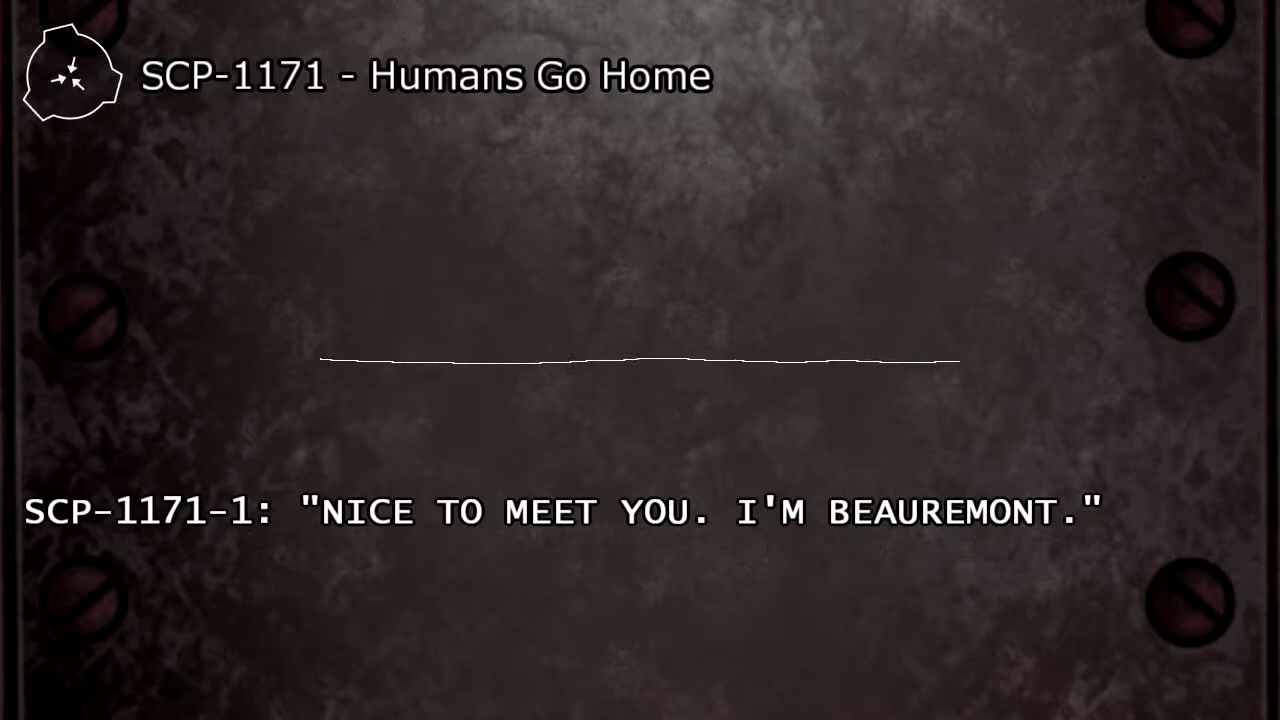 SCP-1171 - Humans Go Home
SCP-1171-1: "NICE TO MEET YOU. I'M BEAUREMONT."